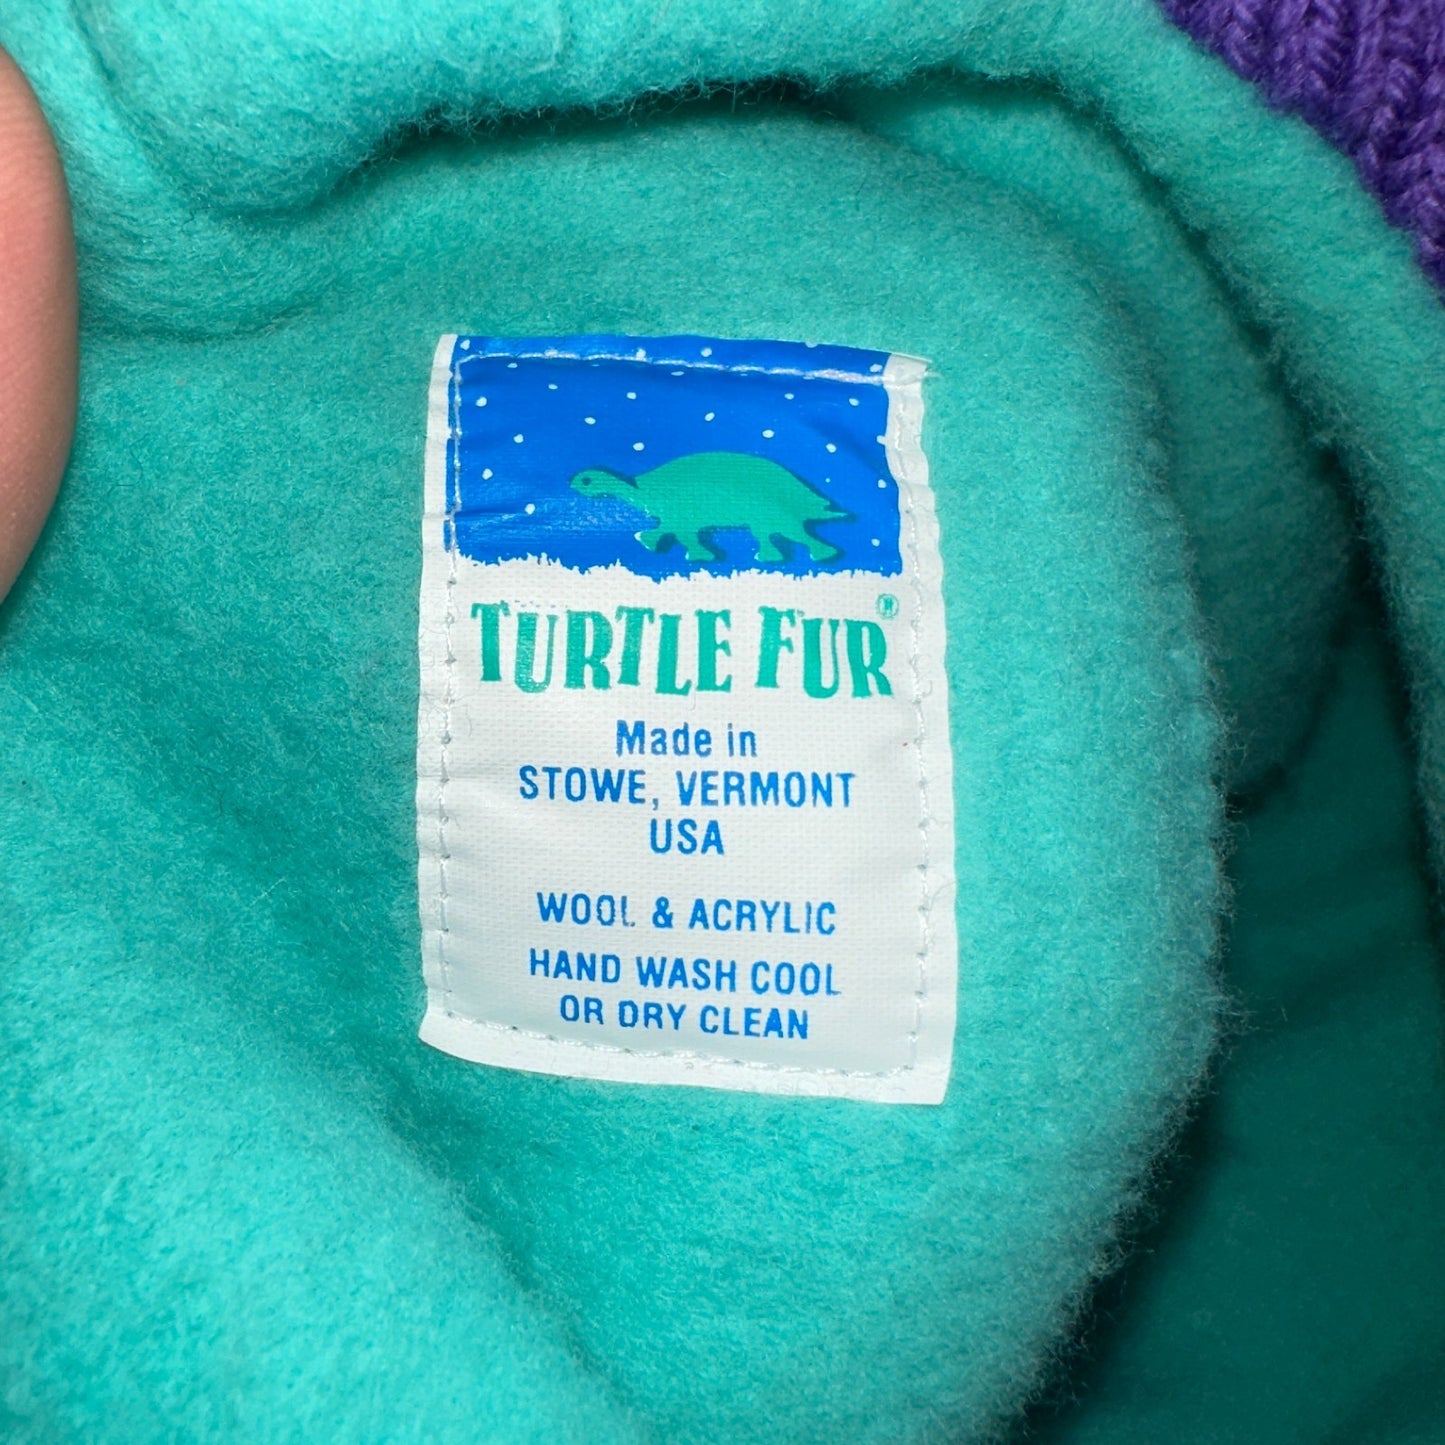 TURTLE FUR®
Made in
STOWE, VERMONT
USA
WOOL & ACRYLIC
HAND WASH COOL
OR DRY CLEAN